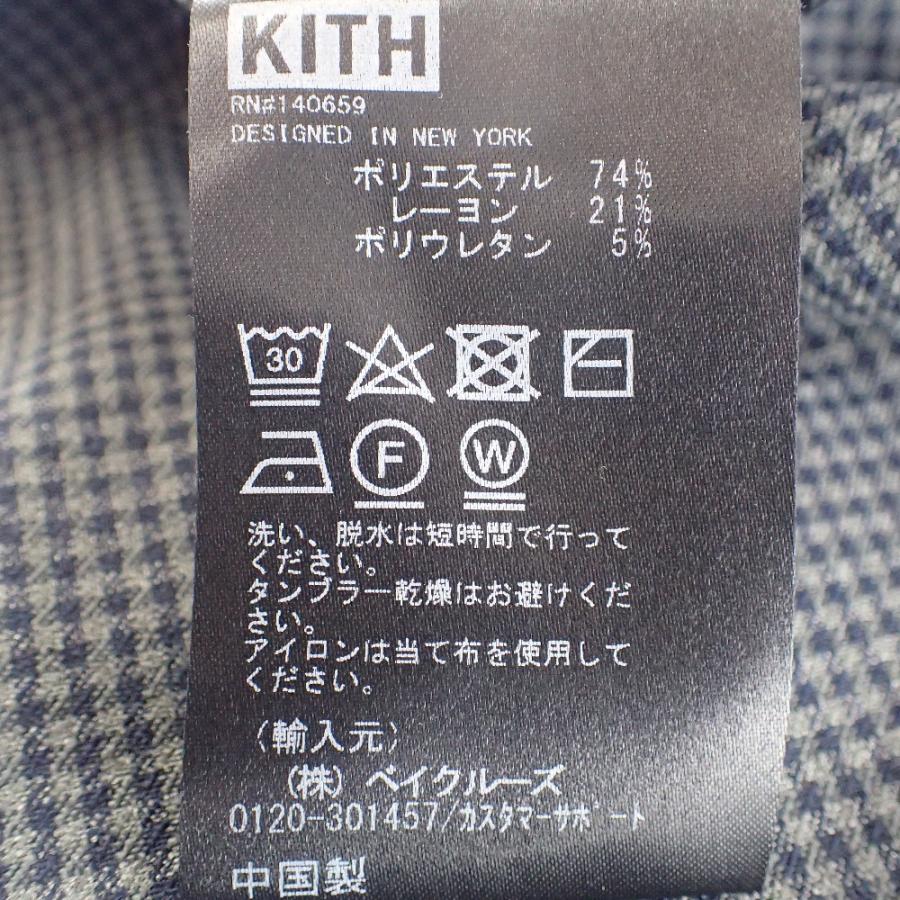 KITH
RN#140659
DESIGNED IN NEW YORK
ポリエステル 74%
レーヨン 21%
ポリウレタン 5%
30
F W
洗い、脱水は短時間で行って
ください。
タンブラー乾燥はお避けくだ
さい。
アイロンは当て布を使用して
ください。
(輸入元)
(株) ベイクルーズ
0120-301457/ｶｽﾀﾏｰｻﾎﾟｰﾄ
中国製